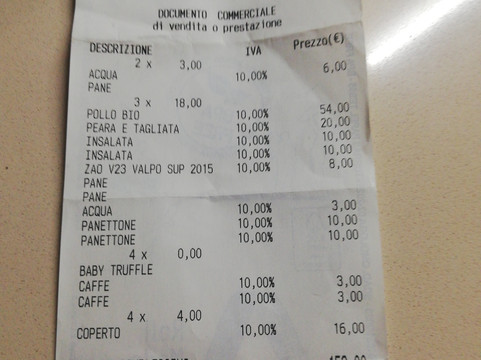 DOCUMENTO COMMERCIALE
di vendita o prestazione
DESCRIZIONE IVA Prezzo(€)
2 x 3,00
ACQUA 10,00% 6,00
PANE
3 x 18,00
POLLO BIO 10,00% 54,00
PEARA E TAGLIATA 10,00% 20,00
INSALATA 10,00% 10,00
INSALATA 10,00% 10,00
ZAO V23 VALPO SUP 2015 10,00% 8,00
PANE
PANE
ACQUA 10,00% 3,00
PANETTONE 10,00% 10,00
PANETTONE 10,00% 10,00
4 x 0,00
BABY TRUFFLE
CAFFE 10,00% 3,00
CAFFE 10,00% 3,00
4 x 4,00
COPERTO 10,00% 16,00